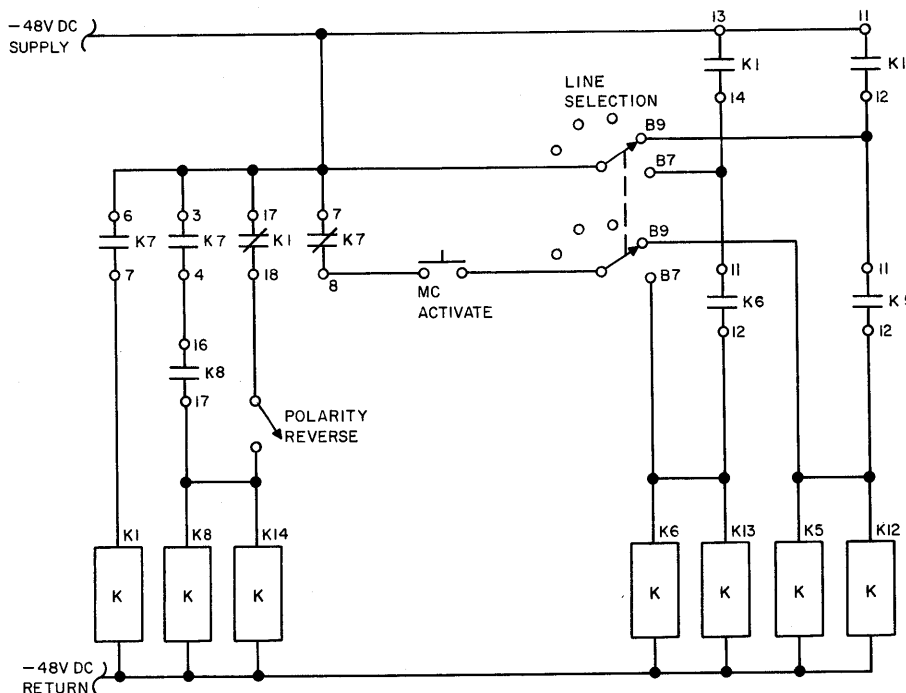 -48V DC
SUPPLY
13
11
K1
K1
14
12
LINE
SELECTION
B9
B7
6
3
17
7
K7
K7
K1
K7
7
4
18
8
MC
ACTIVATE
B9
B7
11
11
K6
12
12
16
K8
17
POLARITY
REVERSE
K1
K8
K14
K6
K13
K5
K12
K
K
K
K
K
K
K
-48V DC
RETURN